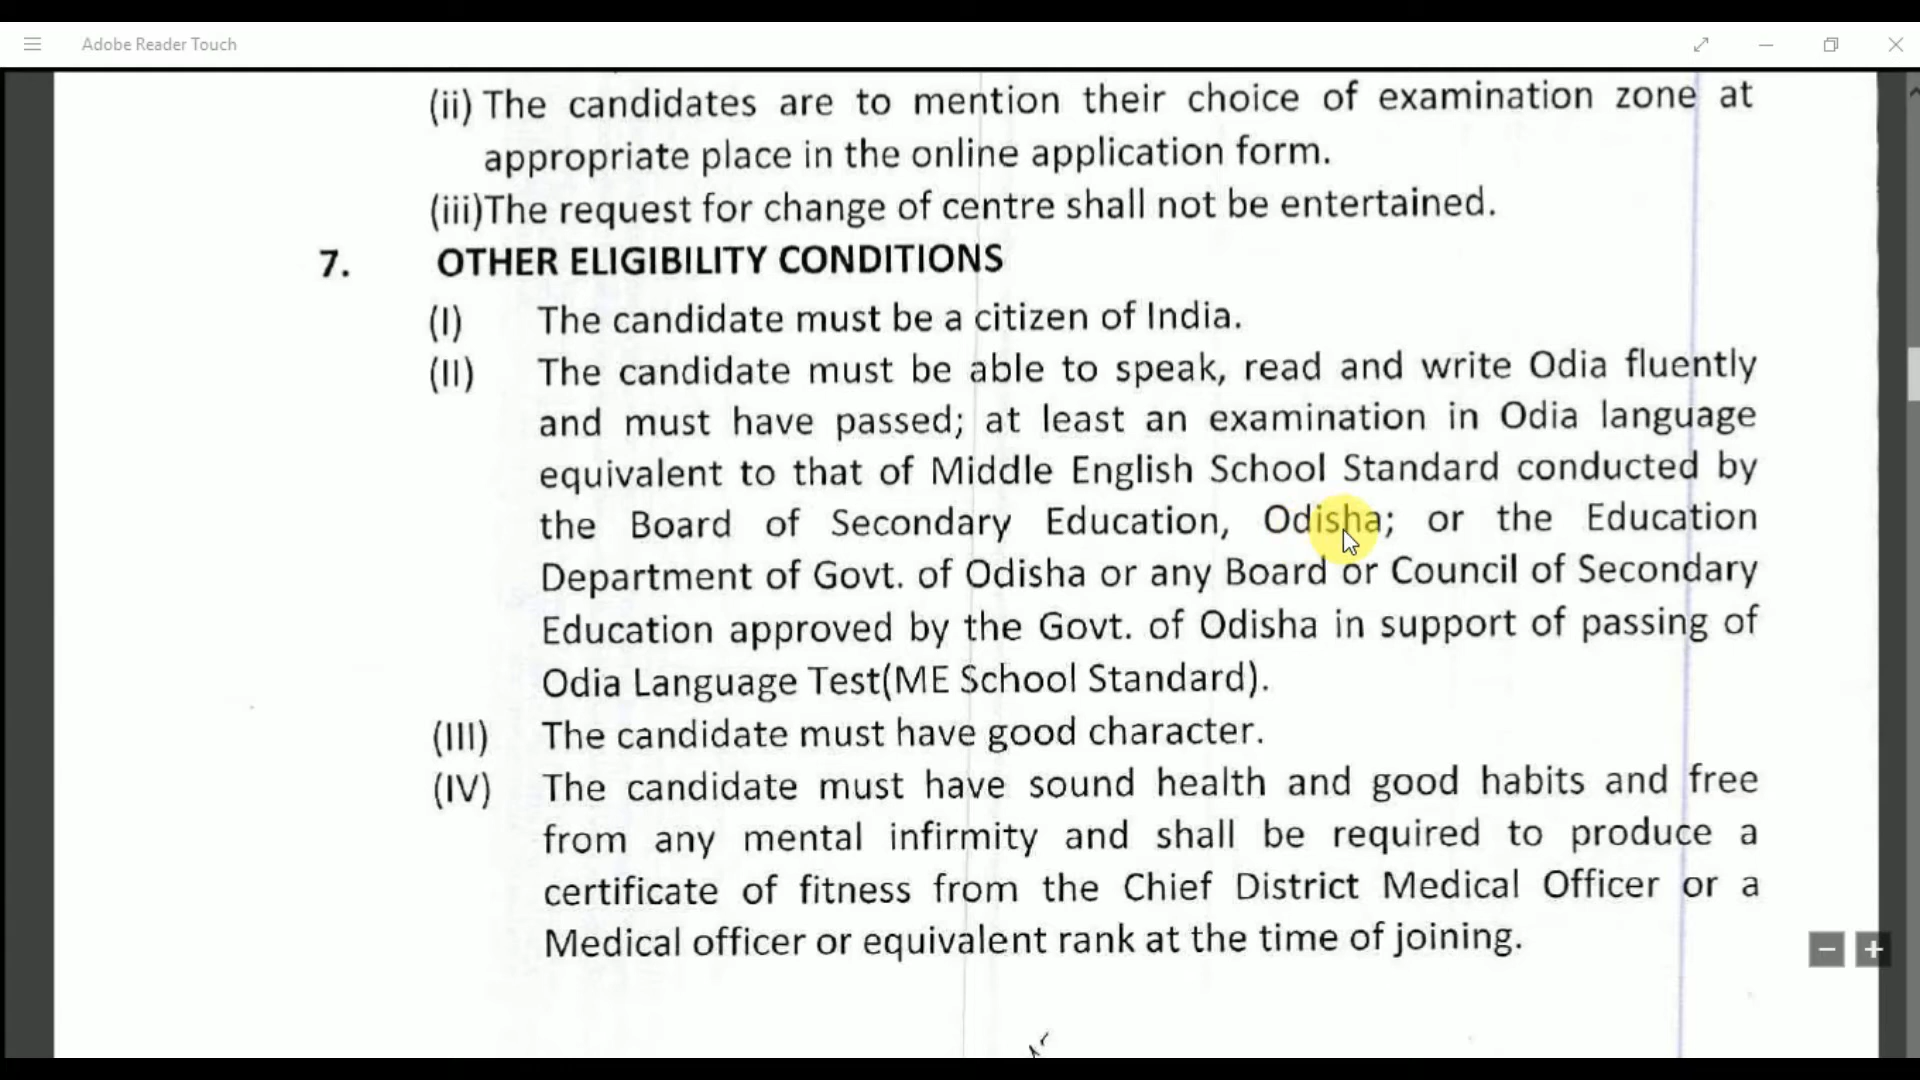 Adobe Reader Touch
(ii) The candidates are to mention their choice of examination zone at
appropriate place in the online application form.
(iii)The request for change of centre shall not be entertained.
7. OTHER ELIGIBILITY CONDITIONS
(I) The candidate must be a citizen of India.
(II) The candidate must be able to speak, read and write Odia fluently
and must have passed; at least an examination in Odia language
equivalent to that of Middle English School Standard conducted by
the Board of Secondary Education, Odisha; or the Education
Department of Govt. of Odisha or any Board or Council of Secondary
Education approved by the Govt. of Odisha in support of passing of
Odia Language Test(ME School Standard).
(III) The candidate must have good character.
(IV) The candidate must have sound health and good habits and free
from any mental infirmity and shall be required to produce a
certificate of fitness from the Chief District Medical Officer or a
Medical officer or equivalent rank at the time of joining.